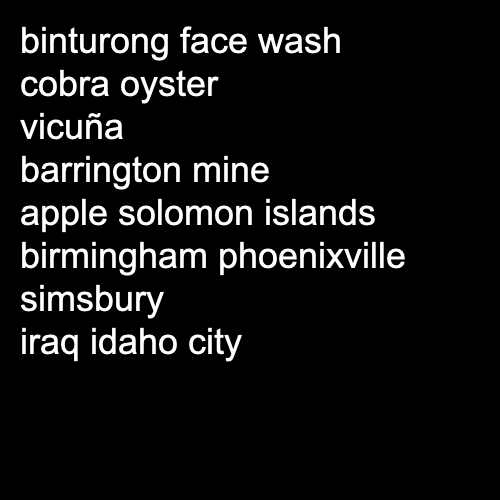 binturong face wash
cobra oyster
vicuña
barrington mine
apple solomon islands
birmingham phoenixville
simsbury
iraq idaho city